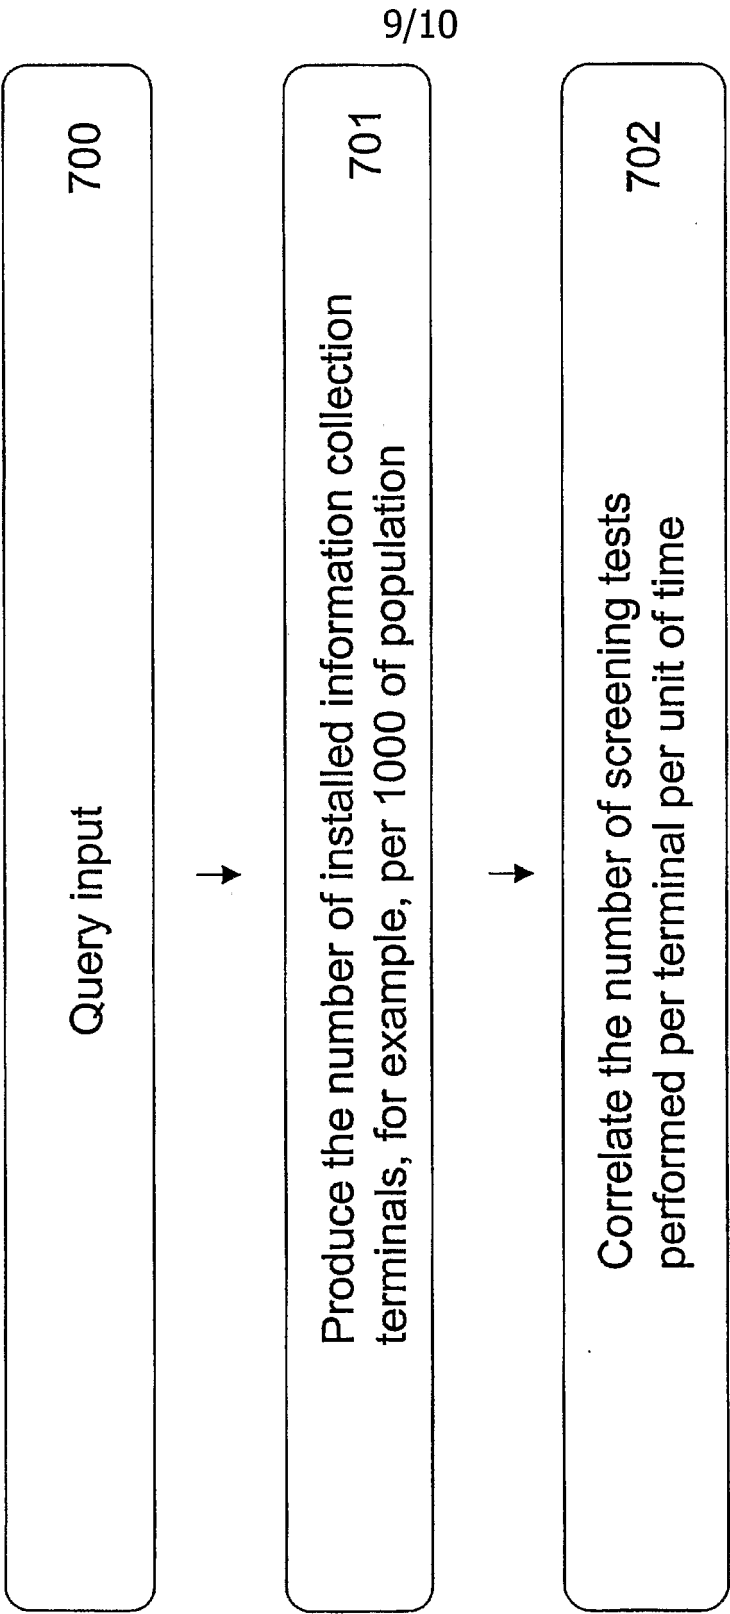 9/10
Query input
700
Produce the number of installed information collection
terminals, for example, per 1000 of population
701
Correlate the number of screening tests
performed per terminal per unit of time
702